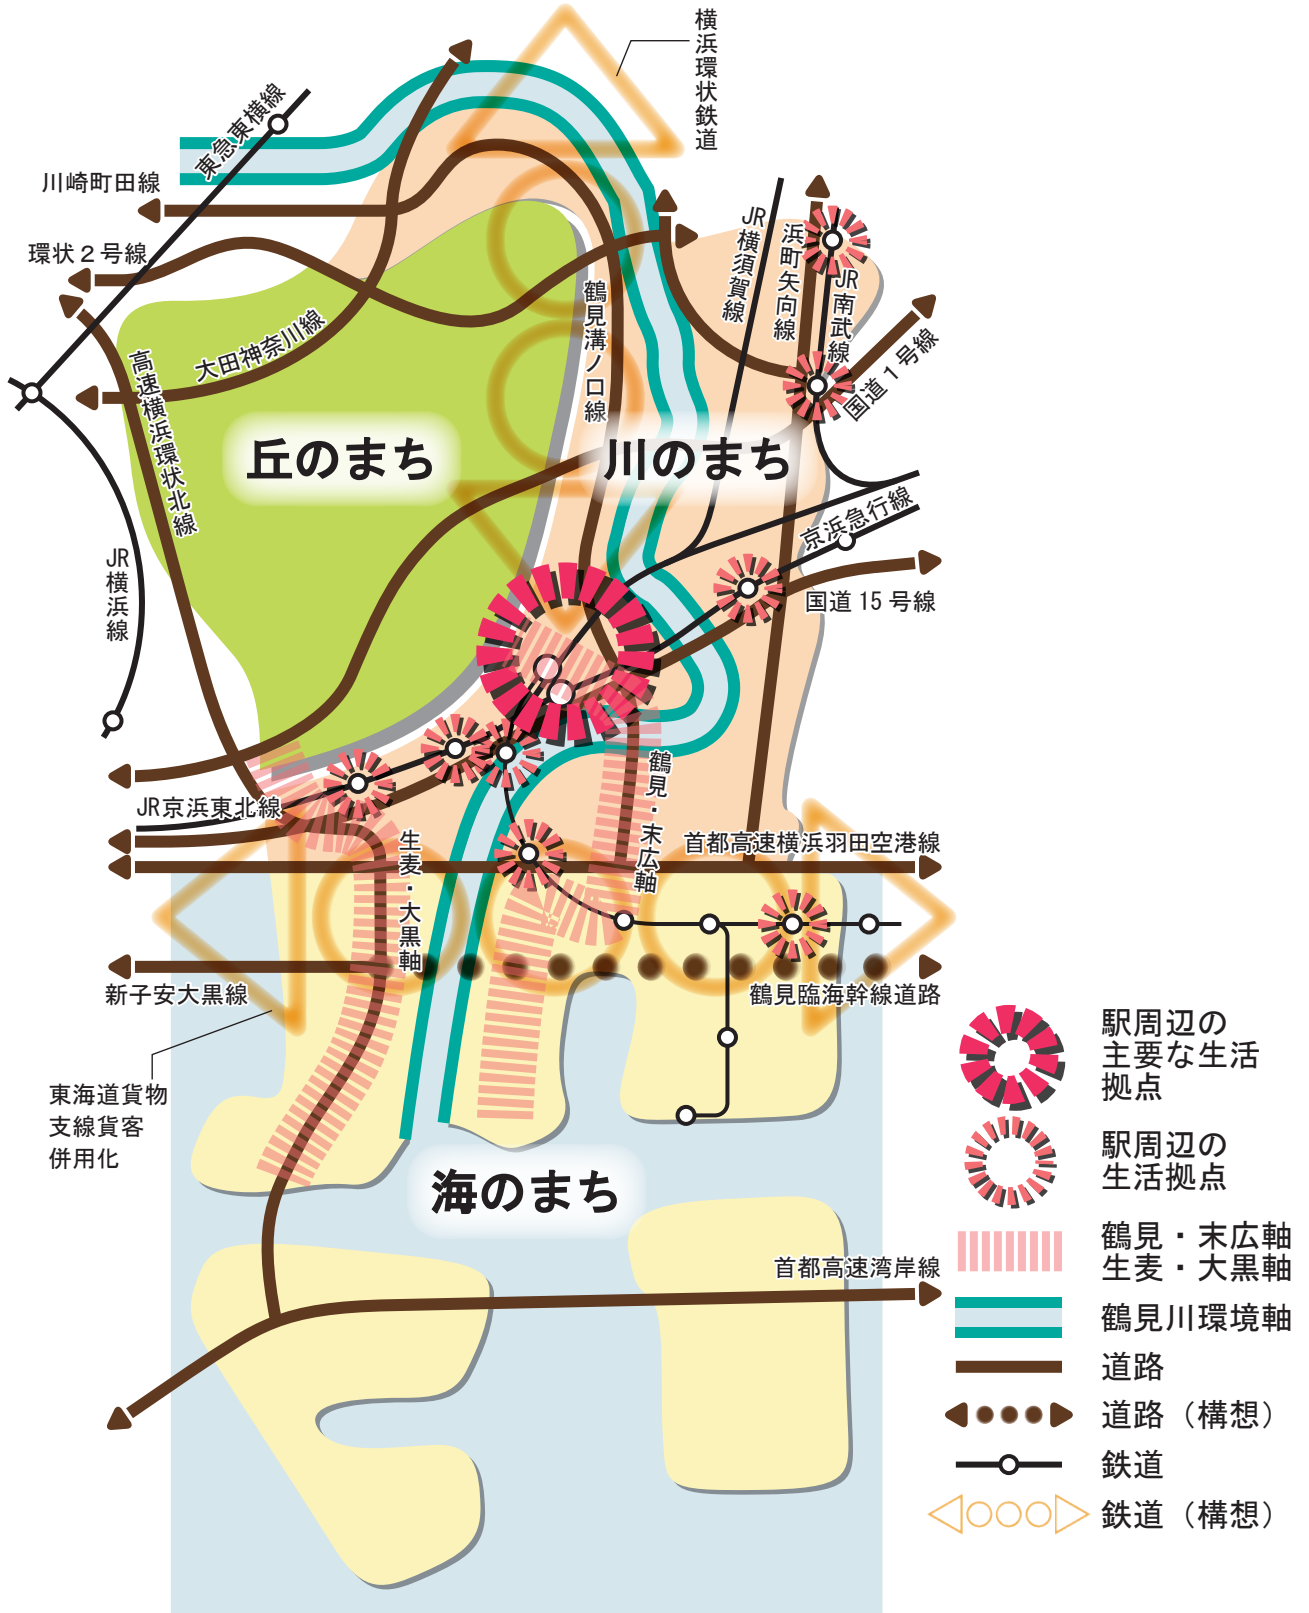 横浜環状鉄道
東急東横線
川崎町田線
環状２号線
JR横須賀線
浜町矢向線
JR南武線
鶴見溝ノ口線
大田神奈川線
高速横浜環状北線
国道１号線
丘のまち
川のまち
京浜急行線
JR横浜線
国道15号線
JR京浜東北線
鶴見・末広軸
生麦・大黒軸
首都高速横浜羽田空港線
新子安大黒線
鶴見臨海幹線道路
東海道貨物
支線貨客
併用化
海のまち
首都高速湾岸線
駅周辺の
主要な生活
拠点
駅周辺の
生活拠点
鶴見・末広軸
生麦・大黒軸
鶴見川環境軸
道路
道路（構想）
鉄道
鉄道（構想）